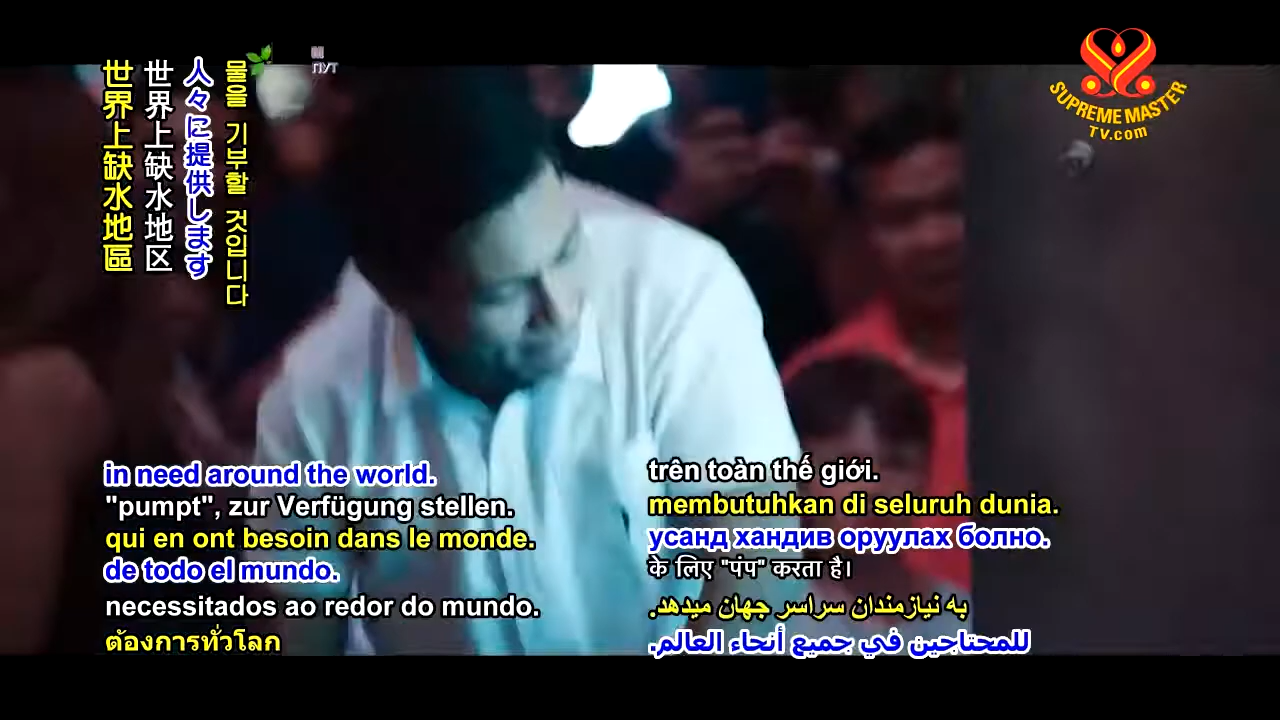 世界上缺水地區
世界上缺水地区
人々に提供します
물을 기부할 것입니다
ПУТ
SUPREME MASTER
TV.com
in need around the world.
"pumpt", zur Verfügung stellen.
qui en ont besoin dans le monde.
de todo el mundo.
necessitados ao redor do mundo.
ต้องการทั่วโลก
trên toàn thế giới.
membutuhkan di seluruh dunia.
усанд хандив оруулах болно.
के लिए "पंप" करता है।
به نیازمندان سراسر جهان میدهد.
للمحتاجين في جميع أنحاء العالم.